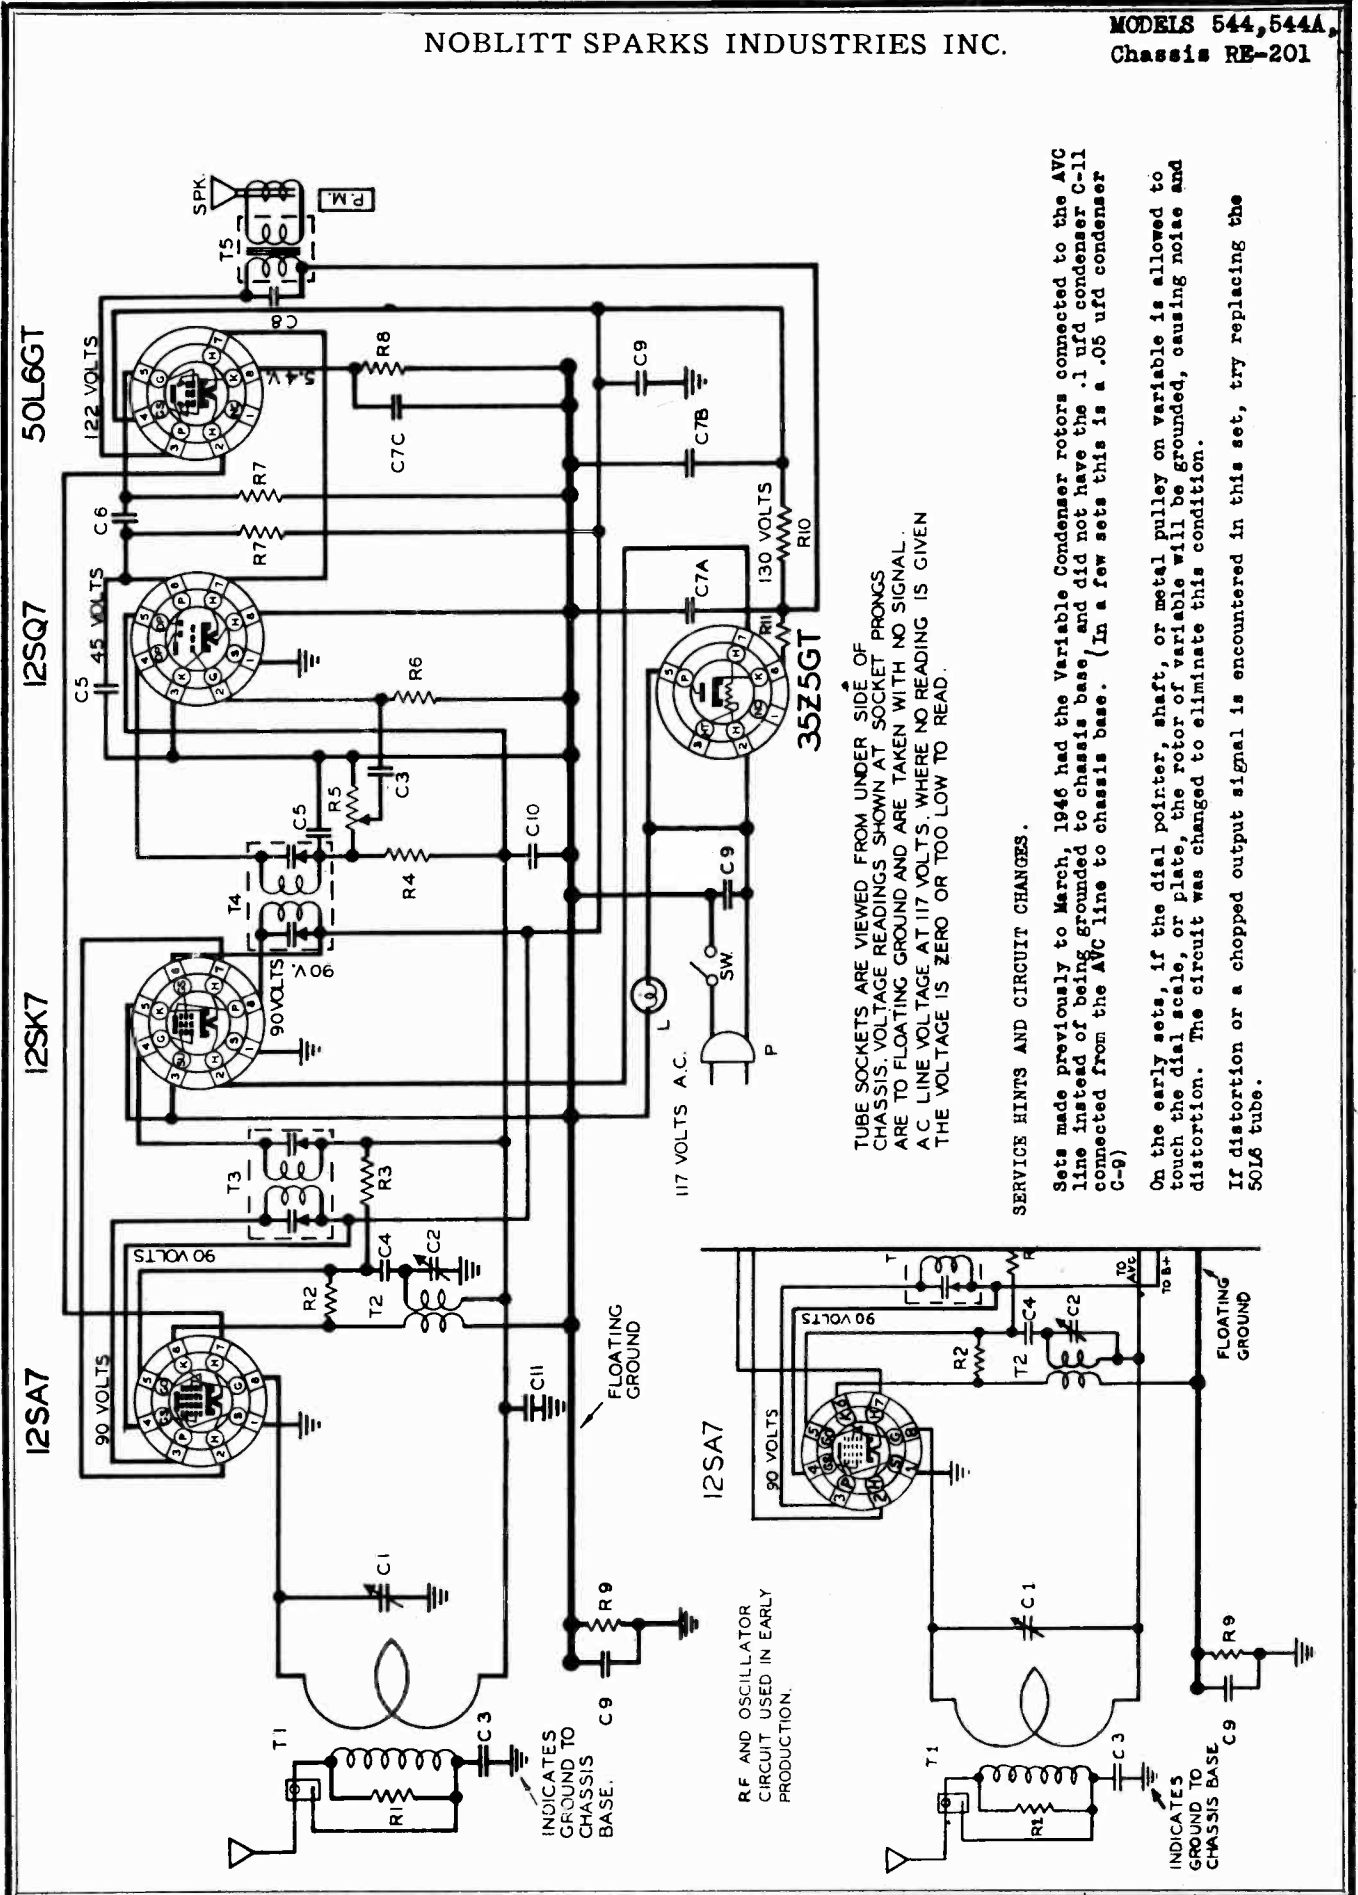 NOBLITT SPARKS INDUSTRIES INC.
MODELS 544,544A,
Chassis RE-201
12SA7
12SK7
12SQ7
50L6GT
90 VOLTS
90 VOLTS
T3
R3
R2
C4
T2
C2
C11
C1
T1
R1
C3
C9
R9
FLOATING
GROUND
INDICATES
GROUND TO
CHASSIS
BASE.
90 VOLTS
90 V.
T4
C5
R5
R4
C3
R6
C10
C5
45 VOLTS
C6
R7
R7
122 VOLTS
C8
5.4 V.
R8
C7C
T5
SPK.
P.M.
C9
C7B
130 VOLTS
R10
C7A
R11
35Z5GT
C9
SW.
L
P
117 VOLTS A.C.
TUBE SOCKETS ARE VIEWED FROM UNDER SIDE OF
CHASSIS. VOLTAGE READINGS SHOWN AT SOCKET PRONGS
ARE TO FLOATING GROUND AND ARE TAKEN WITH NO SIGNAL.
AC LINE VOLTAGE AT 117 VOLTS. WHERE NO READING IS GIVEN
THE VOLTAGE IS ZERO OR TOO LOW TO READ.
SERVICE HINTS AND CIRCUIT CHANGES.
Sets made previously to March, 1946 had the Variable Condenser rotors connected to the AVC
line instead of being grounded to chassis base, and did not have the .1 ufd condenser C-11
connected from the AVC line to chassis base. (In a few sets this is a .05 ufd condenser
C-9)
On the early sets, if the dial pointer, shaft, or metal pulley on variable is allowed to
touch the dial scale, or plate, the rotor of variable will be grounded, causing noise and
distortion. The circuit was changed to eliminate this condition.
If distortion or a chopped output signal is encountered in this set, try replacing the
50L6 tube.
RF AND OSCILLATOR
CIRCUIT USED IN EARLY
PRODUCTION.
12SA7
90 VOLTS
90 VOLTS
T
R
R2
C4
T2
C2
TO
AVC
TO B+
FLOATING
GROUND
C1
T1
R1
C3
C9
R9
INDICATES
GROUND TO
CHASSIS BASE